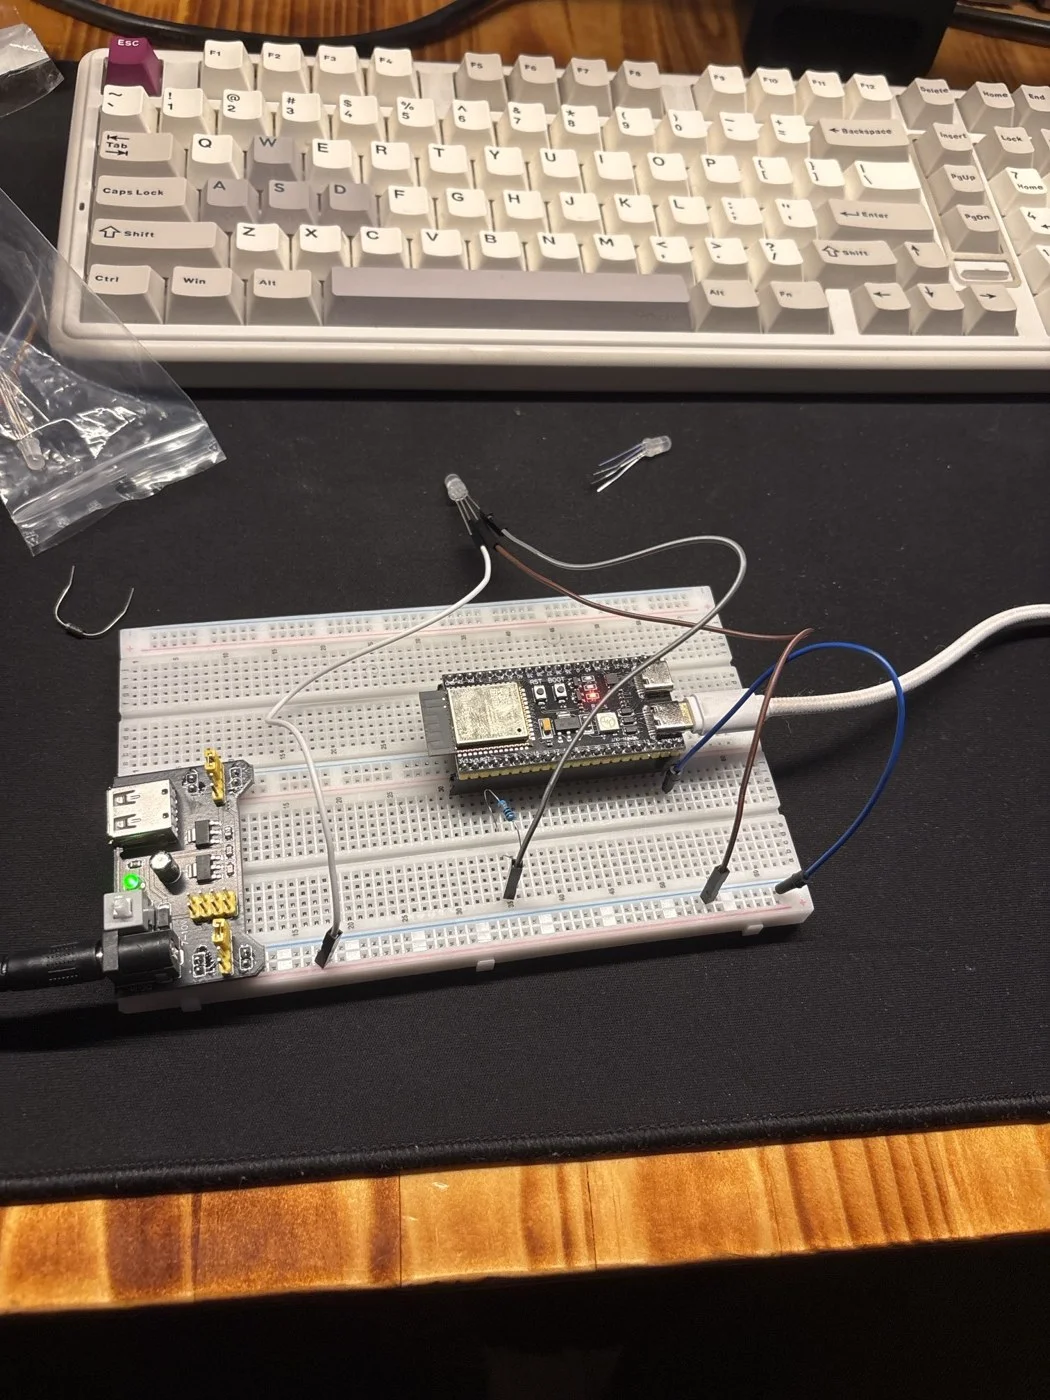 ESC F1 F2 F3 F4 F5 F6 F7 F8 F9 F10 F11 F12 Delete Home End
~ ` ! 1 @ 2 # 3 $ 4 % 5 ^ 6 & 7 * 8 ( 9 ) 0 _ - + = Backspace Insert Lock
Tab Q W E R T Y U I O P { [ } ] | \ PgUp 7 Home
Caps Lock A S D F G H J K L : ; " ' Enter PgDn 4
Shift Z X C V B N M < , > . ? / Shift
Ctrl Win Alt Alt Fn